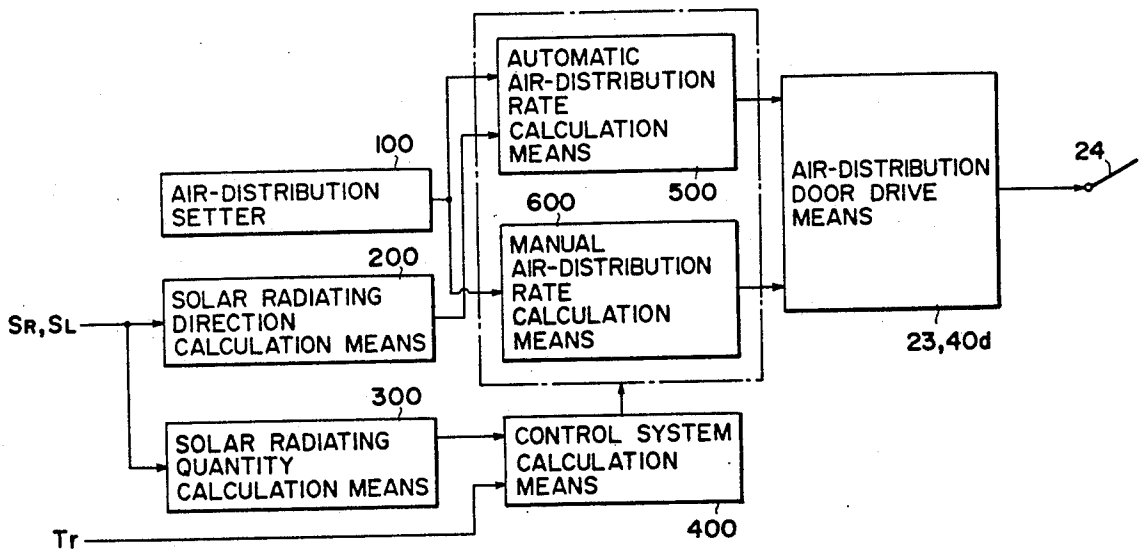 AUTOMATIC
AIR-DISTRIBUTION
RATE
CALCULATION
MEANS
500
100
AIR-DISTRIBUTION
SETTER
600
MANUAL
AIR-DISTRIBUTION
RATE
CALCULATION
MEANS
AIR-DISTRIBUTION
DOOR DRIVE
MEANS
23,40d
24
200
SR,SL
SOLAR RADIATING
DIRECTION
CALCULATION MEANS
300
SOLAR RADIATING
QUANTITY
CALCULATION MEANS
CONTROL SYSTEM
CALCULATION
MEANS
400
Tr